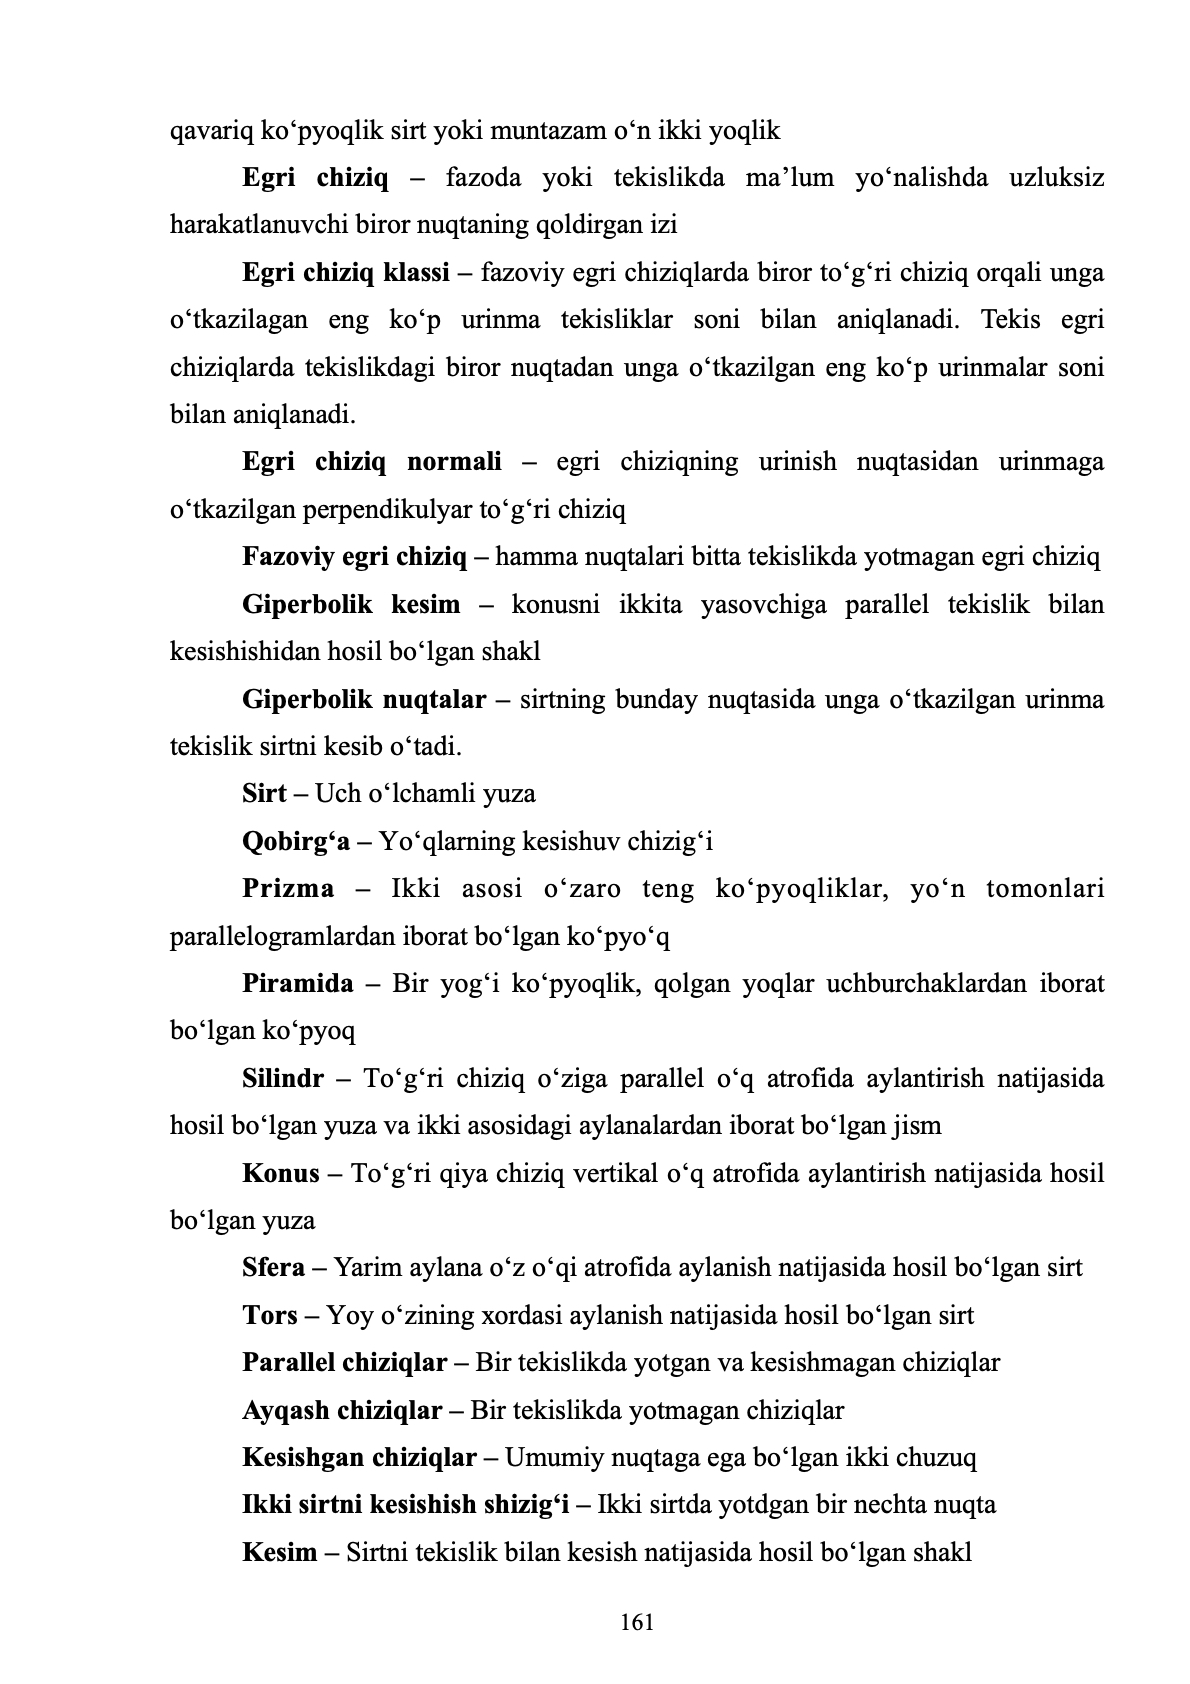 qavariq ko‘pyoqlik sirt yoki muntazam o‘n ikki yoqlik
Egri chiziq – fazoda yoki tekislikda ma’lum yo‘nalishda uzluksiz
harakatlanuvchi biror nuqtaning qoldirgan izi
Egri chiziq klassi – fazoviy egri chiziqlarda biror to‘g‘ri chiziq orqali unga
o‘tkazilagan eng ko‘p urinma tekisliklar soni bilan aniqlanadi. Tekis egri
chiziqlarda tekislikdagi biror nuqtadan unga o‘tkazilgan eng ko‘p urinmalar soni
bilan aniqlanadi.
Egri chiziq normali – egri chiziqning urinish nuqtasidan urinmaga
o‘tkazilgan perpendikulyar to‘g‘ri chiziq
Fazoviy egri chiziq – hamma nuqtalari bitta tekislikda yotmagan egri chiziq
Giperbolik kesim – konusni ikkita yasovchiga parallel tekislik bilan
kesishishidan hosil bo‘lgan shakl
Giperbolik nuqtalar – sirtning bunday nuqtasida unga o‘tkazilgan urinma
tekislik sirtni kesib o‘tadi.
Sirt – Uch o‘lchamli yuza
Qobirg‘a – Yo‘qlarning kesishuv chizig‘i
Prizma – Ikki asosi o‘zaro teng ko‘pyoqliklar, yo‘n tomonlari
parallelogramlardan iborat bo‘lgan ko‘pyo‘q
Piramida – Bir yog‘i ko‘pyoqlik, qolgan yoqlar uchburchaklardan iborat
bo‘lgan ko‘pyoq
Silindr – To‘g‘ri chiziq o‘ziga parallel o‘q atrofida aylantirish natijasida
hosil bo‘lgan yuza va ikki asosidagi aylanalardan iborat bo‘lgan jism
Konus – To‘g‘ri qiya chiziq vertikal o‘q atrofida aylantirish natijasida hosil
bo‘lgan yuza
Sfera – Yarim aylana o‘z o‘qi atrofida aylanish natijasida hosil bo‘lgan sirt
Tors – Yoy o‘zining xordasi aylanish natijasida hosil bo‘lgan sirt
Parallel chiziqlar – Bir tekislikda yotgan va kesishmagan chiziqlar
Ayqash chiziqlar – Bir tekislikda yotmagan chiziqlar
Kesishgan chiziqlar – Umumiy nuqtaga ega bo‘lgan ikki chuzuq
Ikki sirtni kesishish shizig‘i – Ikki sirtda yotdgan bir nechta nuqta
Kesim – Sirtni tekislik bilan kesish natijasida hosil bo‘lgan shakl
161